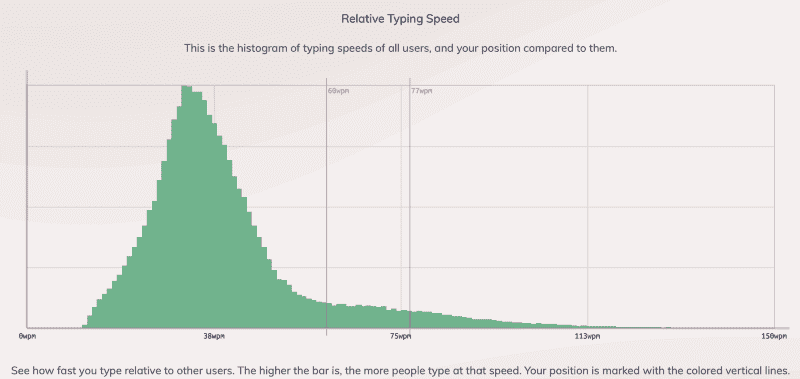 Relative Typing Speed
This is the histogram of typing speeds of all users, and your position compared to them.
60wpm 77wpm
0wpm 38wpm 75wpm 113wpm 150wpm
See how fast you type relative to other users. The higher the bar is, the more people type at that speed. Your position is marked with the colored vertical lines.